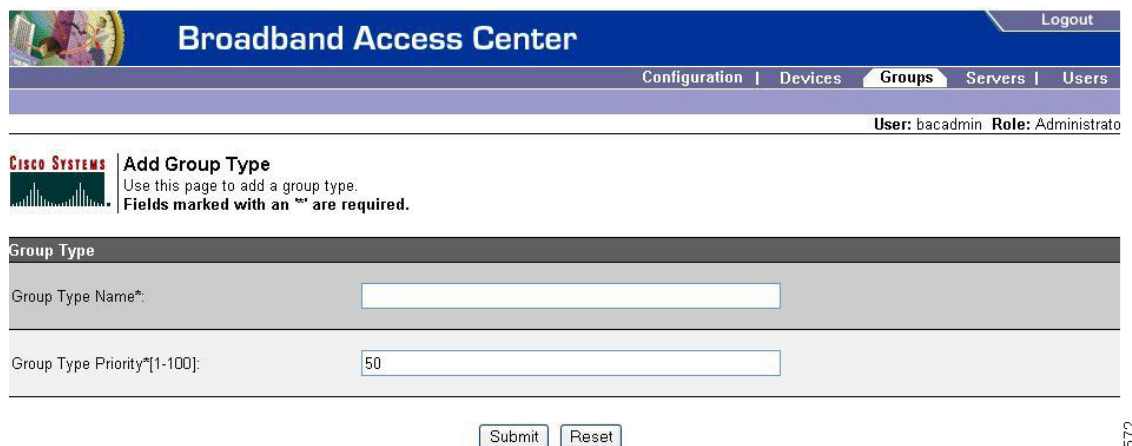 Logout
Broadband Access Center
Configuration | Devices Groups Servers | Users
User: bacadmin Role: Administrato
CISCO SYSTEMS
Add Group Type
Use this page to add a group type.
Fields marked with an '*' are required.
Group Type
Group Type Name*:
Group Type Priority*[1-100]: 50
Submit Reset